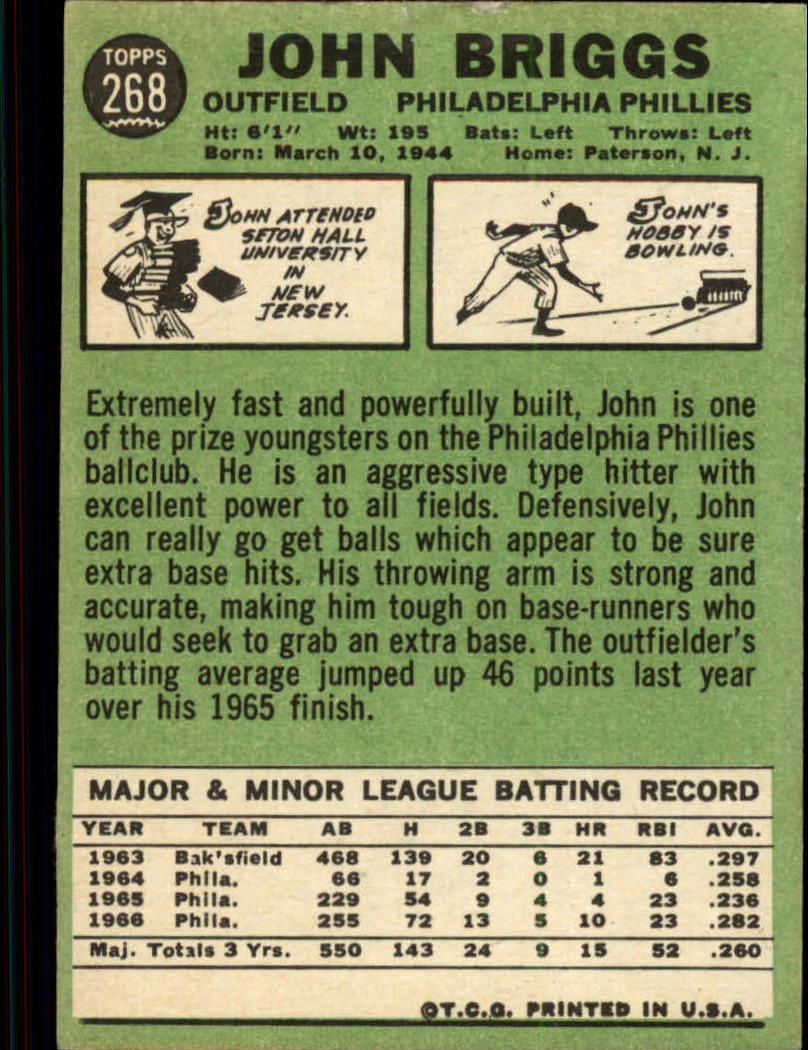 TOPPS
268
JOHN BRIGGS
OUTFIELD PHILADELPHIA PHILLIES
Ht: 6'1" Wt: 195 Bats: Left Throws: Left
Born: March 10, 1944 Home: Paterson, N. J.
JOHN ATTENDED
SETON HALL
UNIVERSITY
IN
NEW
JERSEY.
JOHN'S
HOBBY IS
BOWLING.
Extremely fast and powerfully built, John is one
of the prize youngsters on the Philadelphia Phillies
ballclub. He is an aggressive type hitter with
excellent power to all fields. Defensively, John
can really go get balls which appear to be sure
extra base hits. His throwing arm is strong and
accurate, making him tough on base-runners who
would seek to grab an extra base. The outfielder's
batting average jumped up 46 points last year
over his 1965 finish.
MAJOR & MINOR LEAGUE BATTING RECORD
YEAR TEAM AB H 2B 3B HR RBI AVG.
1963 Bak'sfield 468 139 20 6 21 83 .297
1964 Phila. 66 17 2 0 1 6 .258
1965 Phila. 229 54 9 4 4 23 .236
1966 Phila. 255 72 13 5 10 23 .282
Maj. Totals 3 Yrs. 550 143 24 9 15 52 .260
©T.C.G. PRINTED IN U.S.A.